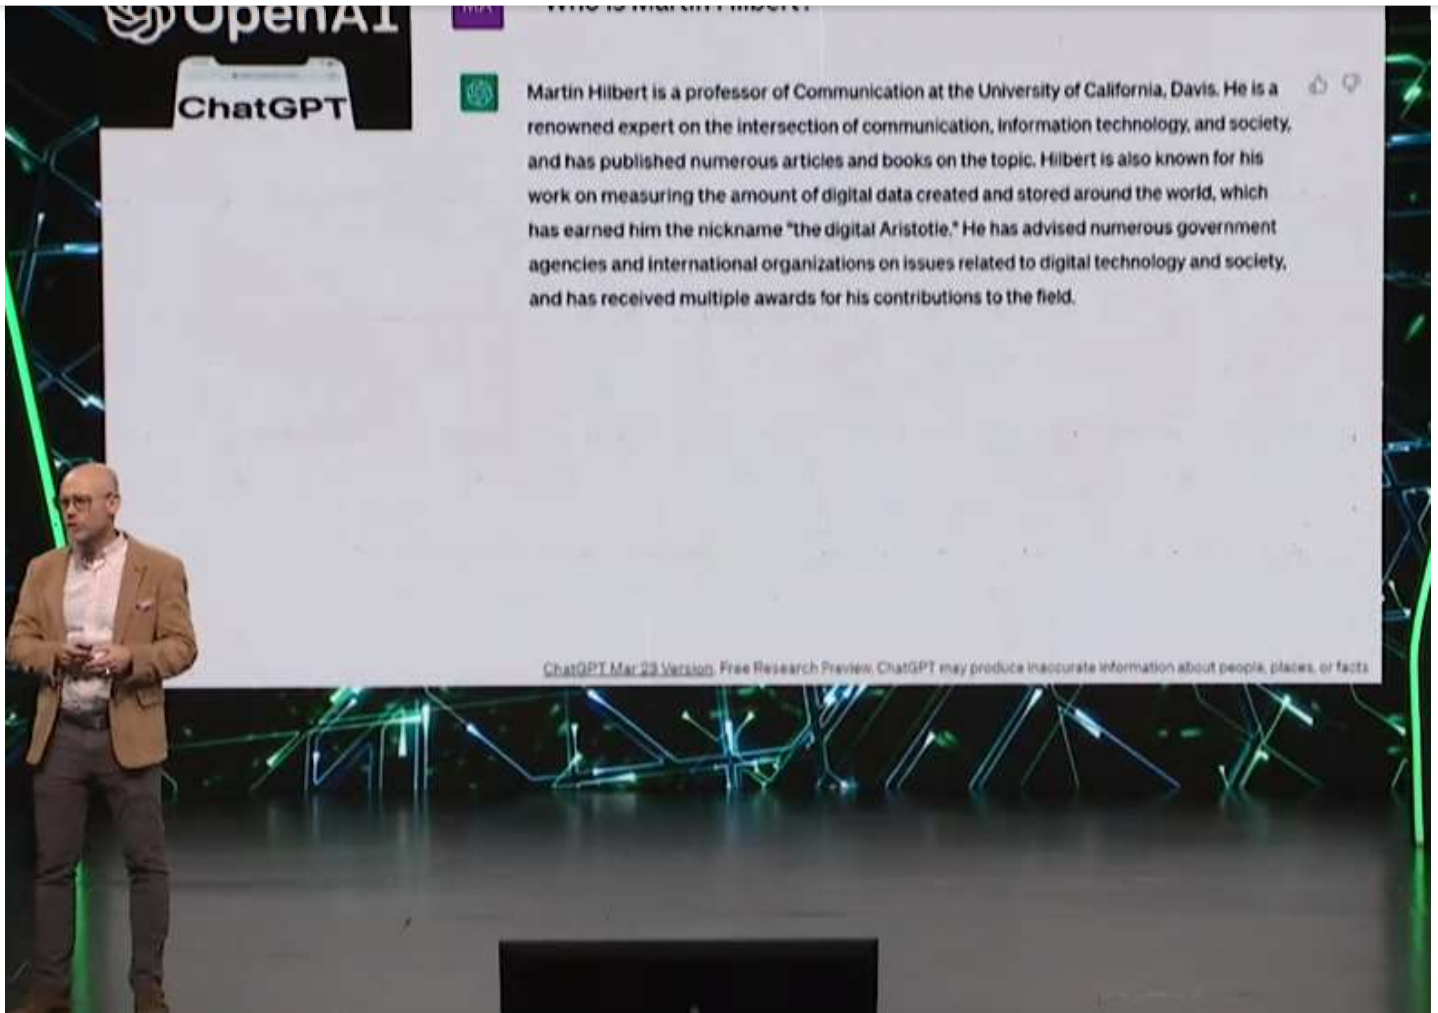 OpenAI
ChatGPT
MA
Who is Martin Hilbert?
Martin Hilbert is a professor of Communication at the University of California, Davis. He is a
renowned expert on the intersection of communication, information technology, and society,
and has published numerous articles and books on the topic. Hilbert is also known for his
work on measuring the amount of digital data created and stored around the world, which
has earned him the nickname "the digital Aristotle." He has advised numerous government
agencies and international organizations on issues related to digital technology and society,
and has received multiple awards for his contributions to the field.
ChatGPT Mar 23 Version. Free Research Preview. ChatGPT may produce inaccurate information about people, places, or facts